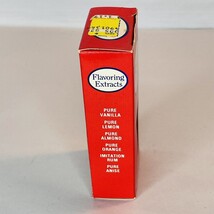 Flavoring
Extracts
PURE
VANILLA
PURE
LEMON
PURE
ALMOND
PURE
ORANGE
IMITATION
RUM
PURE
ANISE